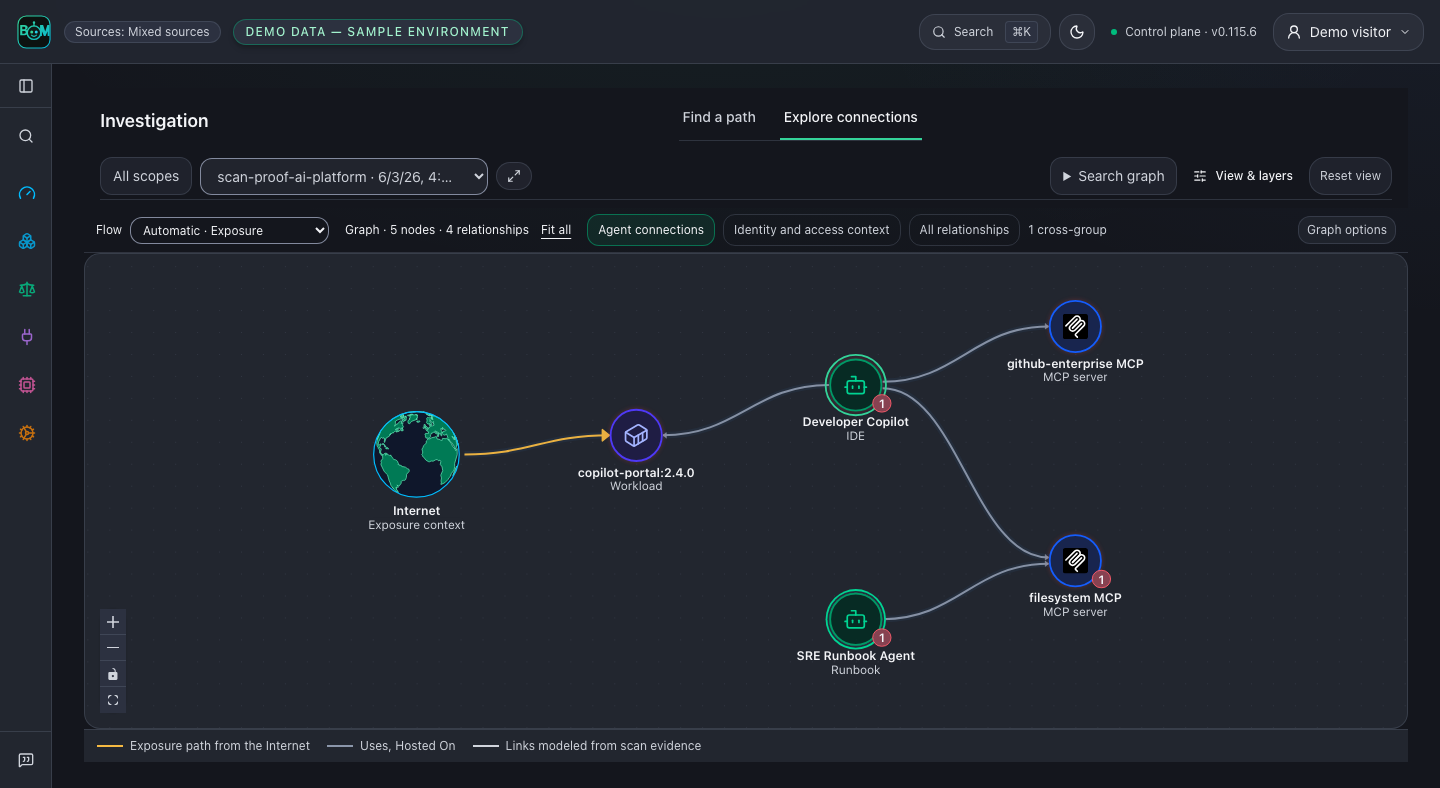 BOM
Sources: Mixed sources
DEMO DATA — SAMPLE ENVIRONMENT
Search ⌘K
Control plane · v0.115.6
Demo visitor
Investigation
Find a path
Explore connections
All scopes
scan-proof-ai-platform · 6/3/26, 4:...
Search graph
View & layers
Reset view
Flow
Automatic · Exposure
Graph · 5 nodes · 4 relationships
Fit all
Agent connections
Identity and access context
All relationships
1 cross-group
Graph options
github-enterprise MCP
MCP server
1
Developer Copilot
IDE
copilot-portal:2.4.0
Workload
Internet
Exposure context
1
filesystem MCP
MCP server
1
SRE Runbook Agent
Runbook
Exposure path from the Internet
Uses, Hosted On
Links modeled from scan evidence